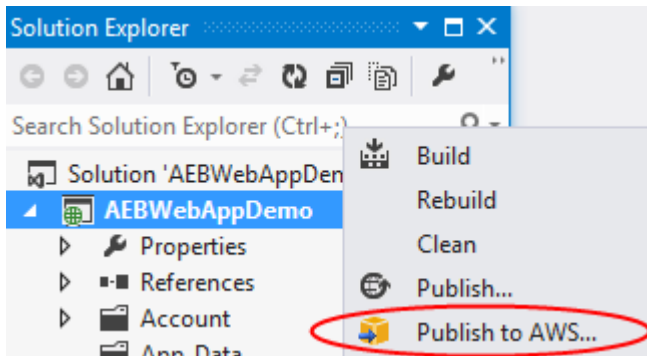 Solution Explorer
Search Solution Explorer (Ctrl+;)
Solution 'AEBWebAppDem
AEBWebAppDemo
Properties
References
Account
App_Data
Build
Rebuild
Clean
Publish...
Publish to AWS...